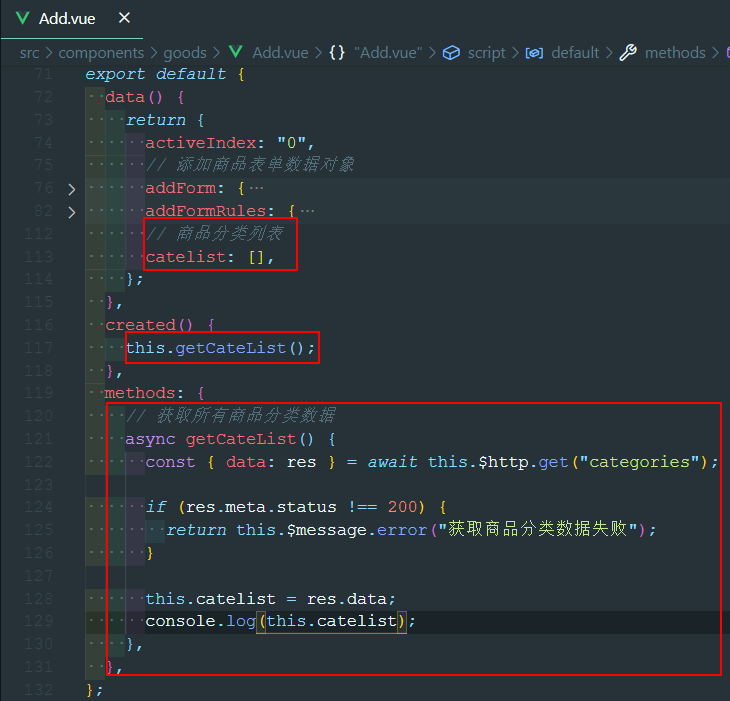 Add.vue ×
src > components > goods > Add.vue > {} "Add.vue" > script > default > methods >
71 export default {
72 data() {
73 return {
74 activeIndex: "0",
75 // 添加商品表单数据对象
76 > addForm: { ···
82 > addFormRules: { ···
112 // 商品分类列表
113 catelist: [],
114 };
115 },
116 created() {
117 this.getCateList();
118 },
119 methods: {
120 // 获取所有商品分类数据
121 async getCateList() {
122 const { data: res } = await this.$http.get("categories");
123
124 if (res.meta.status !== 200) {
125 return this.$message.error("获取商品分类数据失败");
126 }
127
128 this.catelist = res.data;
129 console.log(this.catelist);
130 },
131 },
132 };